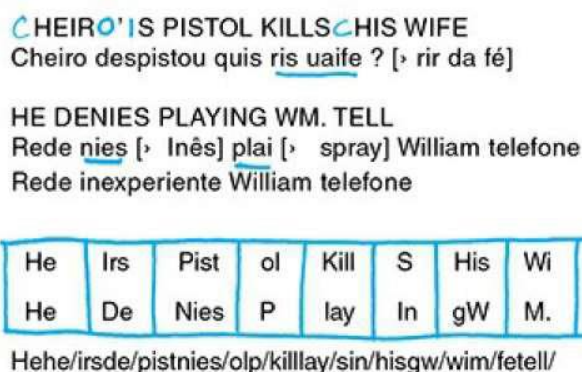 CHEIRO'IS PISTOL KILLSCHIS WIFE
Cheiro despistou quis ris uaife ? [› rir da fé]
HE DENIES PLAYING WM. TELL
Rede nies [› Inês] plai [› spray] William telefone
Rede inexperiente William telefone
He Irs Pist ol Kill S His Wi
He De Nies P lay In gW M.
Hehe/irsde/pistnies/olp/killlay/sin/hisgw/wim/fetell/